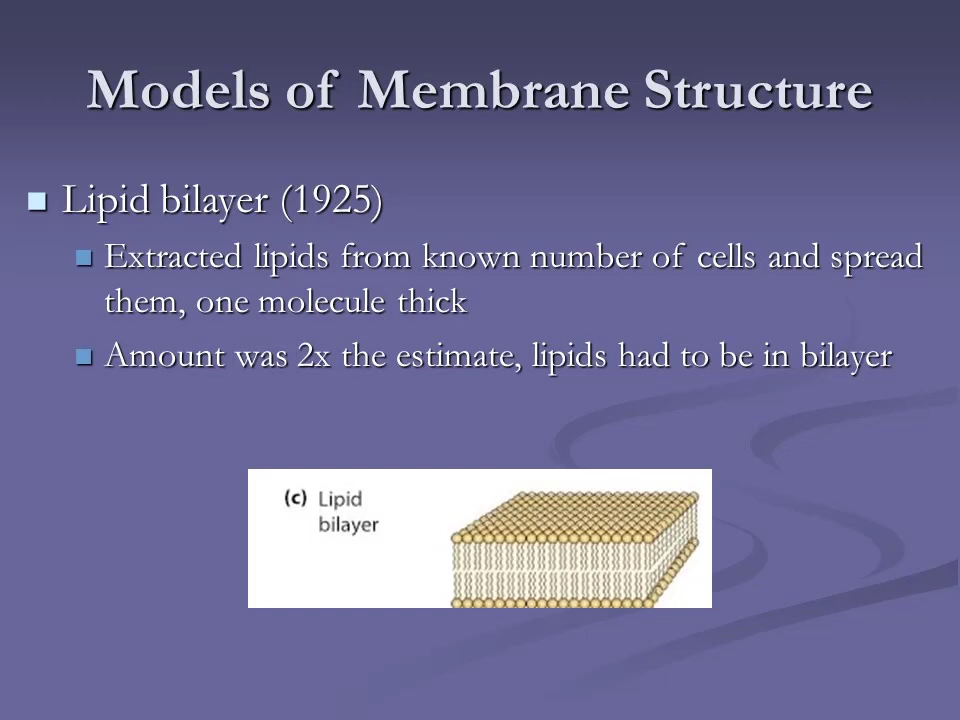 Models of Membrane Structure
Lipid bilayer (1925)
Extracted lipids from known number of cells and spread
them, one molecule thick
Amount was 2x the estimate, lipids had to be in bilayer
(c) Lipid
bilayer